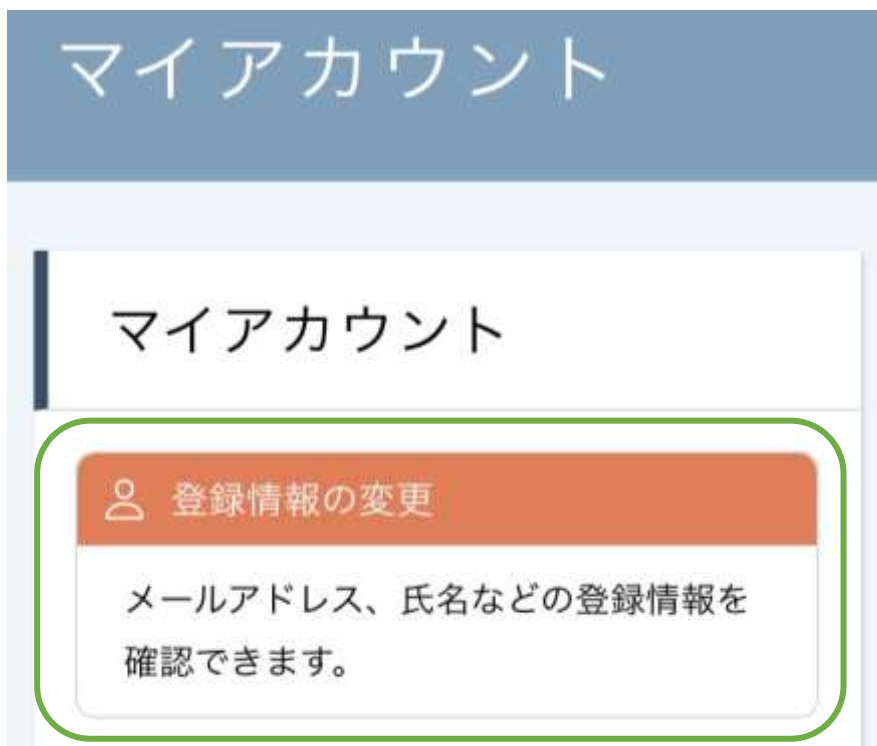 マイアカウント
マイアカウント
登録情報の変更
メールアドレス、氏名などの登録情報を
確認できます。